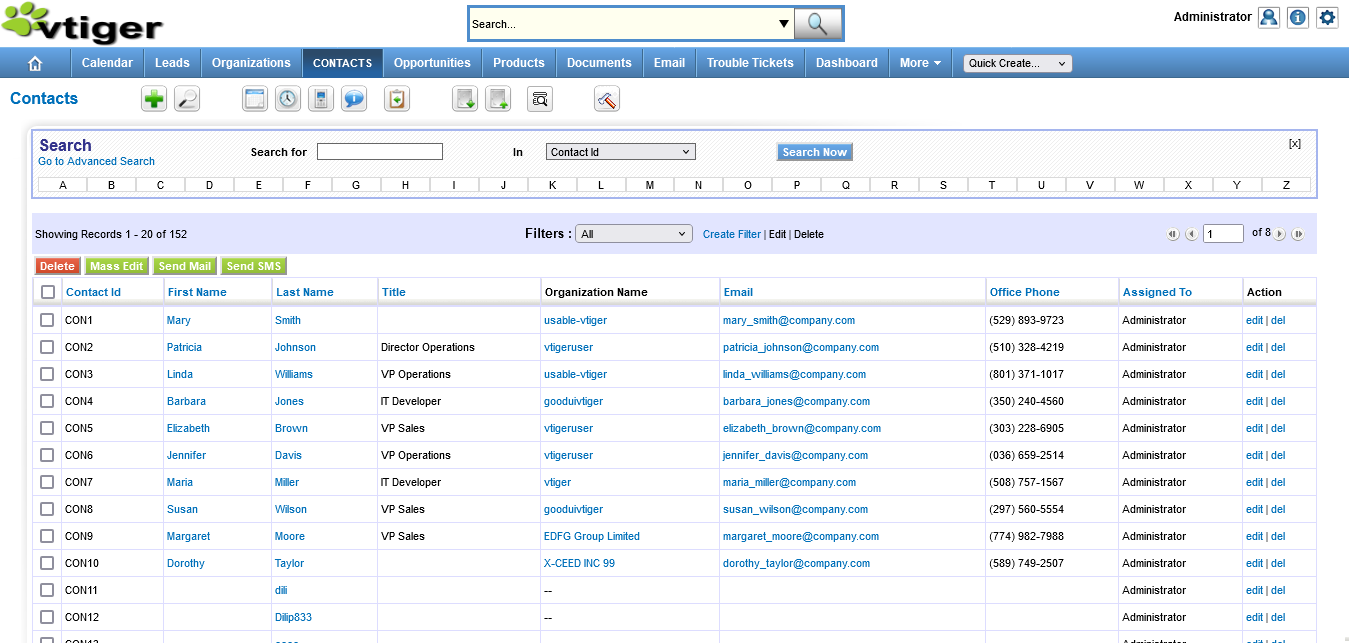 vtiger
Search...
Administrator
Calendar Leads Organizations CONTACTS Opportunities Products Documents Email Trouble Tickets Dashboard More Quick Create...
Contacts
Search [X]
Go to Advanced Search
Search for In Contact Id Search Now
A B C D E F G H I J K L M N O P Q R S T U V W X Y Z
Showing Records 1 - 20 of 152 Filters : All Create Filter | Edit | Delete 1 of 8
Delete Mass Edit Send Mail Send SMS
Contact Id First Name Last Name Title Organization Name Email Office Phone Assigned To Action
CON1 Mary Smith usable-vtiger mary_smith@company.com (529) 893-9723 Administrator edit | del
CON2 Patricia Johnson Director Operations vtigeruser patricia_johnson@company.com (510) 328-4219 Administrator edit | del
CON3 Linda Williams VP Operations usable-vtiger linda_williams@company.com (801) 371-1017 Administrator edit | del
CON4 Barbara Jones IT Developer gooduivtiger barbara_jones@company.com (350) 240-4560 Administrator edit | del
CON5 Elizabeth Brown VP Sales vtigeruser elizabeth_brown@company.com (303) 228-6905 Administrator edit | del
CON6 Jennifer Davis VP Operations vtigeruser jennifer_davis@company.com (036) 659-2514 Administrator edit | del
CON7 Maria Miller IT Developer vtiger maria_miller@company.com (508) 757-1567 Administrator edit | del
CON8 Susan Wilson VP Sales gooduivtiger susan_wilson@company.com (297) 560-5554 Administrator edit | del
CON9 Margaret Moore VP Sales EDFG Group Limited margaret_moore@company.com (774) 982-7988 Administrator edit | del
CON10 Dorothy Taylor X-CEED INC 99 dorothy_taylor@company.com (589) 749-2507 Administrator edit | del
CON11 dili -- Administrator edit | del
CON12 Dilip833 -- Administrator edit | del